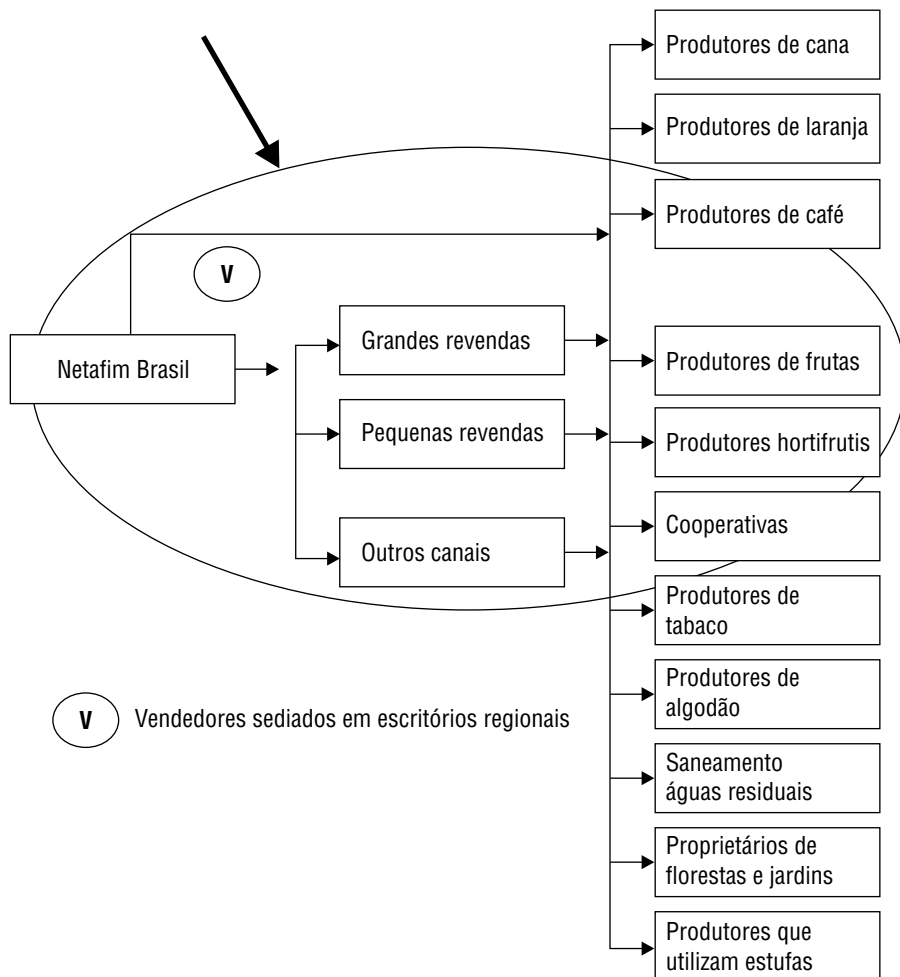 Produtores de cana
Produtores de laranja
Produtores de café
V
Netafim Brasil
Grandes revendas
Produtores de frutas
Pequenas revendas
Produtores hortifrutis
Outros canais
Cooperativas
Produtores de
tabaco
V
Vendedores sediados em escritórios regionais
Produtores de
algodão
Saneamento
águas residuais
Proprietários de
florestas e jardins
Produtores que
utilizam estufas